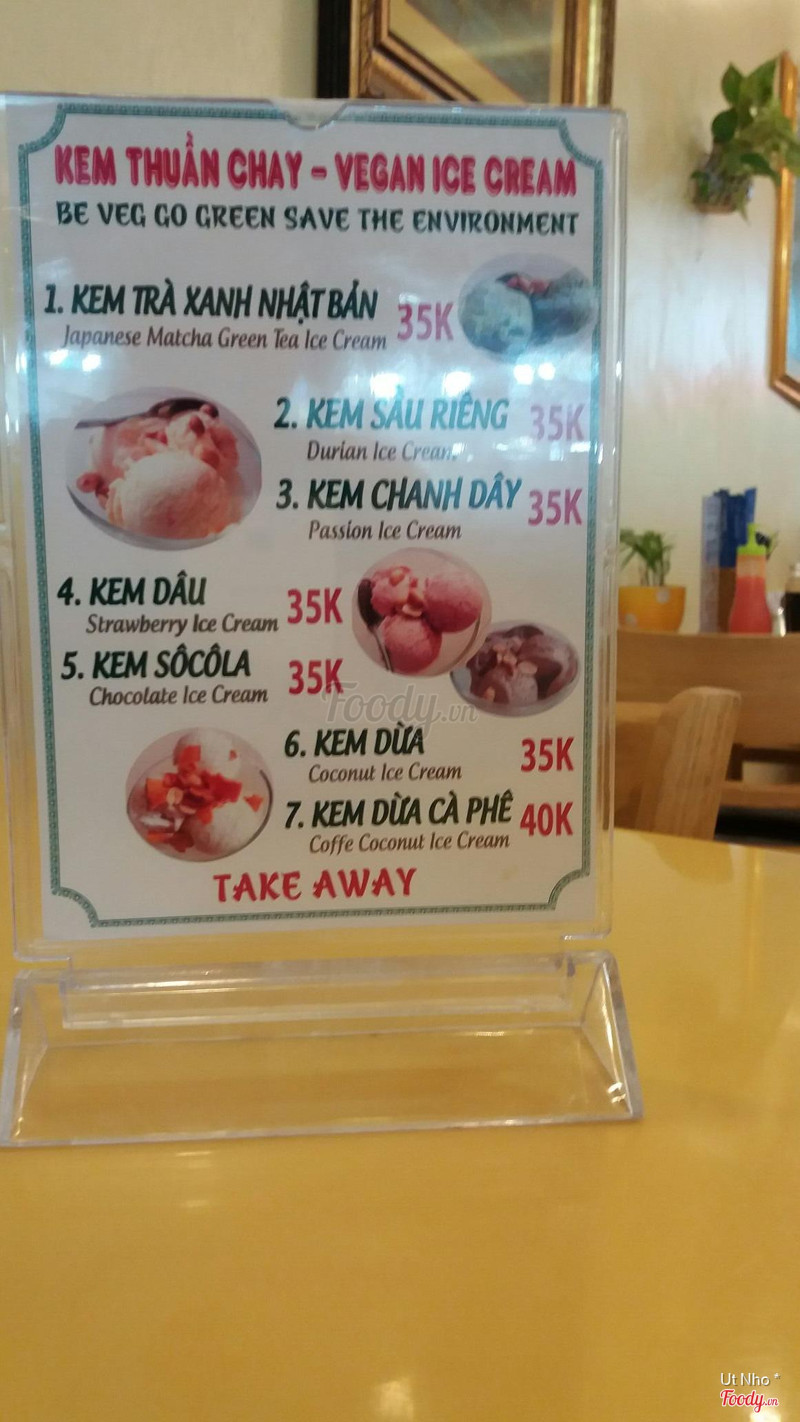 KEM THUẦN CHAY - VEGAN ICE CREAM
BE VEG GO GREEN SAVE THE ENVIRONMENT
1. KEM TRÀ XANH NHẬT BẢN 35K
Japanese Matcha Green Tea Ice Cream
2. KEM SẦU RIÊNG 35K
Durian Ice Cream
3. KEM CHANH DÂY 35K
Passion Ice Cream
4. KEM DÂU 35K
Strawberry Ice Cream
5. KEM SÔCÔLA 35K
Chocolate Ice Cream
Foody.vn
6. KEM DỪA 35K
Coconut Ice Cream
7. KEM DỪA CÀ PHÊ 40K
Coffe Coconut Ice Cream
TAKE AWAY
Ut Nho *
Foody.vn